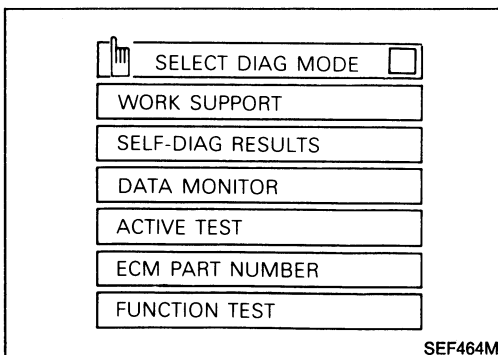 SELECT DIAG MODE
WORK SUPPORT
SELF-DIAG RESULTS
DATA MONITOR
ACTIVE TEST
ECM PART NUMBER
FUNCTION TEST
SEF464M